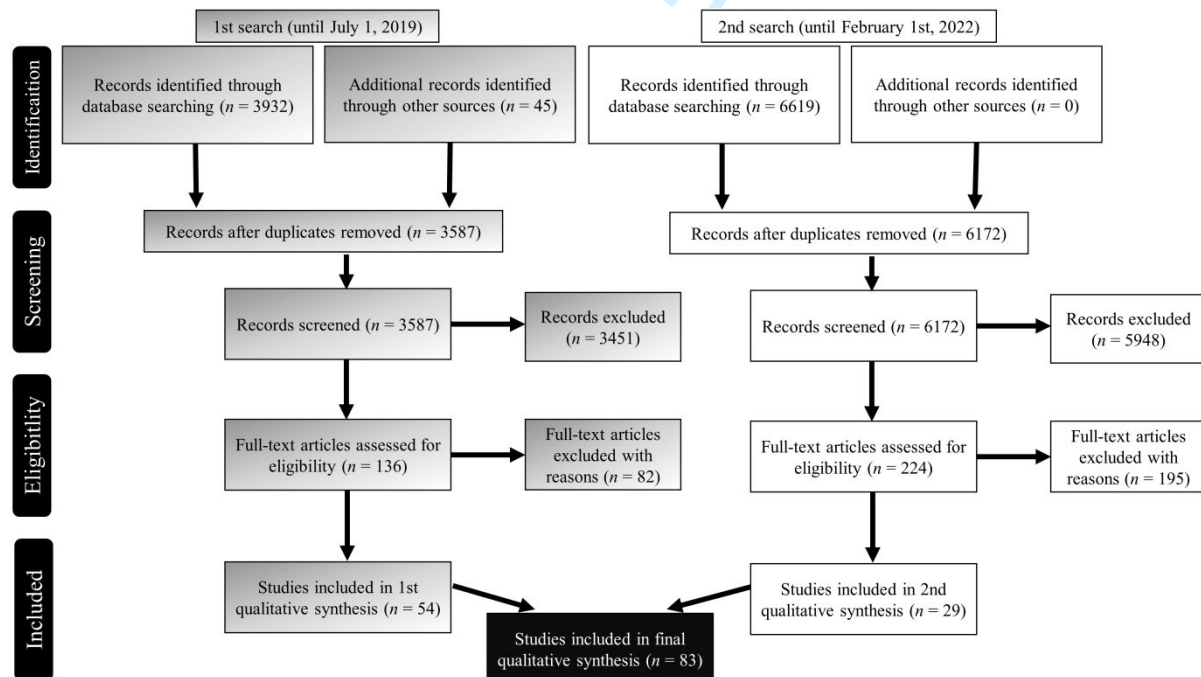 1st search (until July 1, 2019)
2nd search (until February 1st, 2022)
Identificaition
Records identified through
database searching (n = 3932)
Additional records identified
through other sources (n = 45)
Records identified through
database searching (n = 6619)
Additional records identified
through other sources (n = 0)
Screening
Records after duplicates removed (n = 3587)
Records after duplicates removed (n = 6172)
Records screened (n = 3587)
Records excluded
(n = 3451)
Records screened (n = 6172)
Records excluded
(n = 5948)
Eligibitlity
Full-text articles assessed for
eligibility (n = 136)
Full-text articles
excluded with
reasons (n = 82)
Full-text articles assessed for
eligibility (n = 224)
Full-text articles
excluded with
reasons (n = 195)
Included
Studies included in 1st
qualitative synthesis (n = 54)
Studies included in 2nd
qualitative synthesis (n = 29)
Studies included in final
qualitative synthesis (n = 83)